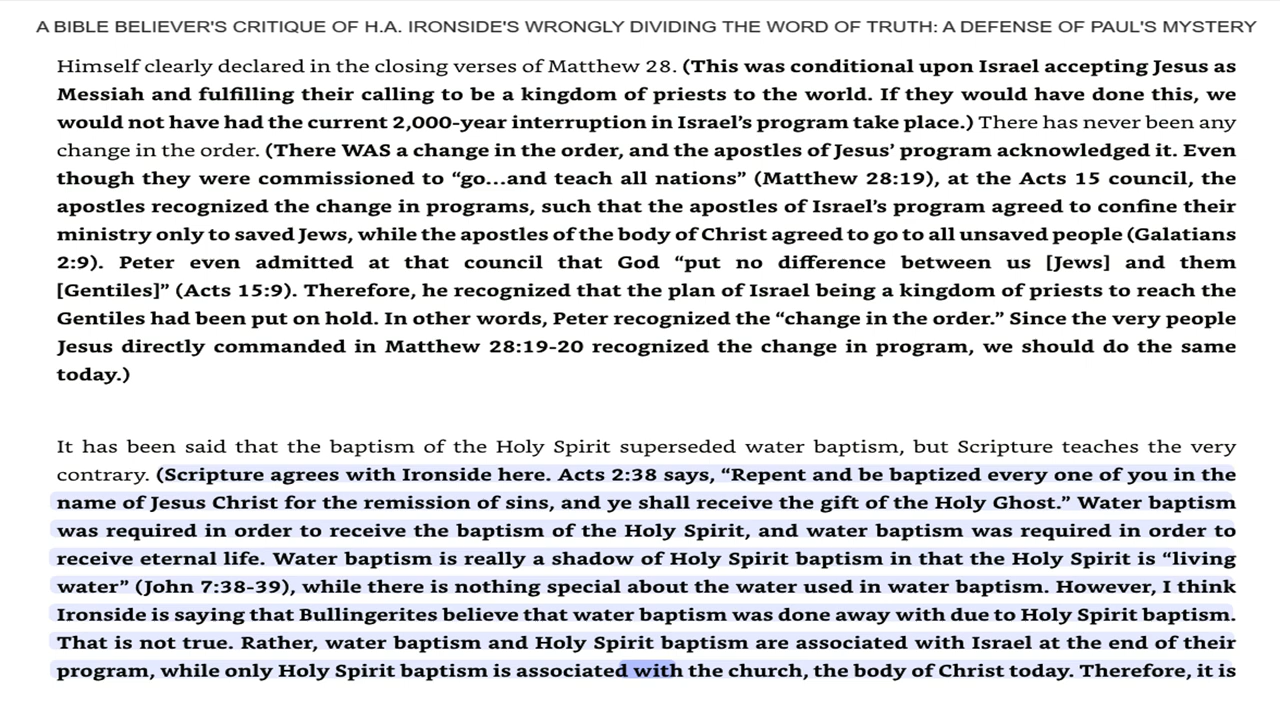 A BIBLE BELIEVER'S CRITIQUE OF H.A. IRONSIDE'S WRONGLY DIVIDING THE WORD OF TRUTH: A DEFENSE OF PAUL'S MYSTERY
Himself clearly declared in the closing verses of Matthew 28. (This was conditional upon Israel accepting Jesus as
Messiah and fulfilling their calling to be a kingdom of priests to the world. If they would have done this, we
would not have had the current 2,000-year interruption in Israel’s program take place.) There has never been any
change in the order. (There WAS a change in the order, and the apostles of Jesus’ program acknowledged it. Even
though they were commissioned to “go…and teach all nations” (Matthew 28:19), at the Acts 15 council, the
apostles recognized the change in programs, such that the apostles of Israel’s program agreed to confine their
ministry only to saved Jews, while the apostles of the body of Christ agreed to go to all unsaved people (Galatians
2:9). Peter even admitted at that council that God “put no difference between us [Jews] and them
[Gentiles]” (Acts 15:9). Therefore, he recognized that the plan of Israel being a kingdom of priests to reach the
Gentiles had been put on hold. In other words, Peter recognized the “change in the order.” Since the very people
Jesus directly commanded in Matthew 28:19-20 recognized the change in program, we should do the same
today.)
It has been said that the baptism of the Holy Spirit superseded water baptism, but Scripture teaches the very
contrary. (Scripture agrees with Ironside here. Acts 2:38 says, “Repent and be baptized every one of you in the
name of Jesus Christ for the remission of sins, and ye shall receive the gift of the Holy Ghost.” Water baptism
was required in order to receive the baptism of the Holy Spirit, and water baptism was required in order to
receive eternal life. Water baptism is really a shadow of Holy Spirit baptism in that the Holy Spirit is “living
water” (John 7:38-39), while there is nothing special about the water used in water baptism. However, I think
Ironside is saying that Bullingerites believe that water baptism was done away with due to Holy Spirit baptism.
That is not true. Rather, water baptism and Holy Spirit baptism are associated with Israel at the end of their
program, while only Holy Spirit baptism is associated with the church, the body of Christ today. Therefore, it is